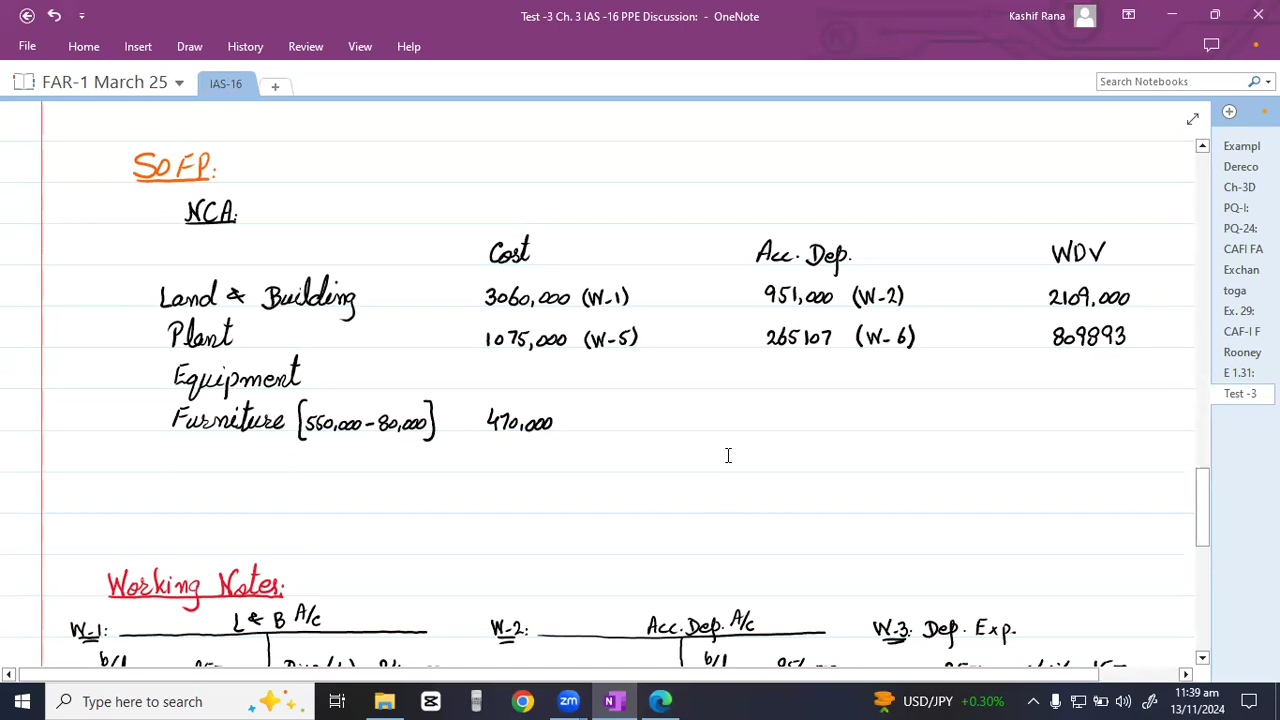 Test -3 Ch. 3 IAS -16 PPE Discussion: - OneNote
Kashif Rana
File Home Insert Draw History Review View Help
FAR-1 March 25
IAS-16
Search Notebooks
SOFP:
NCA:
Cost Acc. Dep. WDV
Land & Building 3060,000 (W-1) 951,000 (W-2) 2109,000
Plant 1075,000 (W-5) 265107 (W-6) 809893
Equipment
Furniture [550,000-80,000] 470,000
Working Notes:
W-1: L & B A/c
W-2: Acc. Dep. A/c
W-3: Dep. Exp.
b/d
b/d
Exampl
Dereco
Ch-3D
PQ-I:
PQ-24:
CAFI FA
Exchan
toga
Ex. 29:
CAF-I F
Rooney
E 1.31:
Test -3
Type here to search
USD/JPY +0.30%
11:39 am
13/11/2024